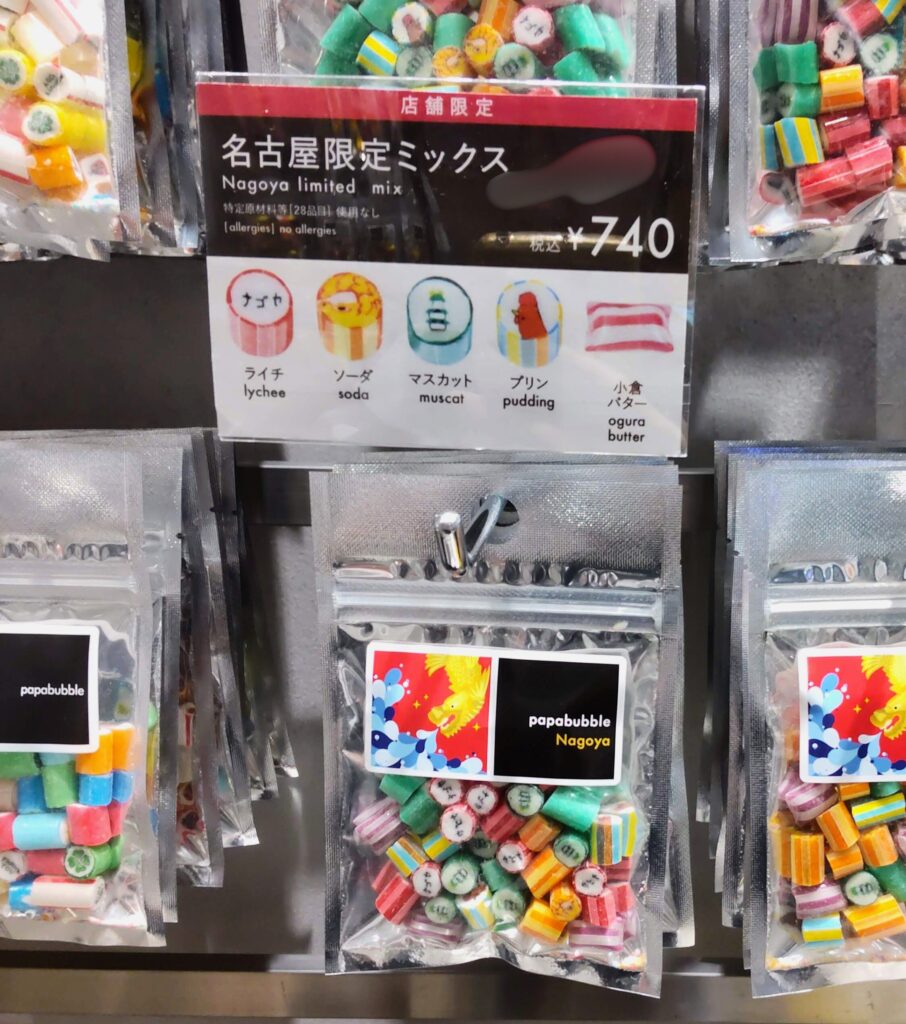 店舗限定
名古屋限定ミックス
Nagoya limited mix
特定原材料等[28品目] 使用なし
[allergies] no allergies
税込 ¥740
ナゴヤ
ライチ
lychee
ソーダ
soda
マスカット
muscat
プリン
pudding
小倉
バター
ogura
butter
papabubble
papabubble
Nagoya